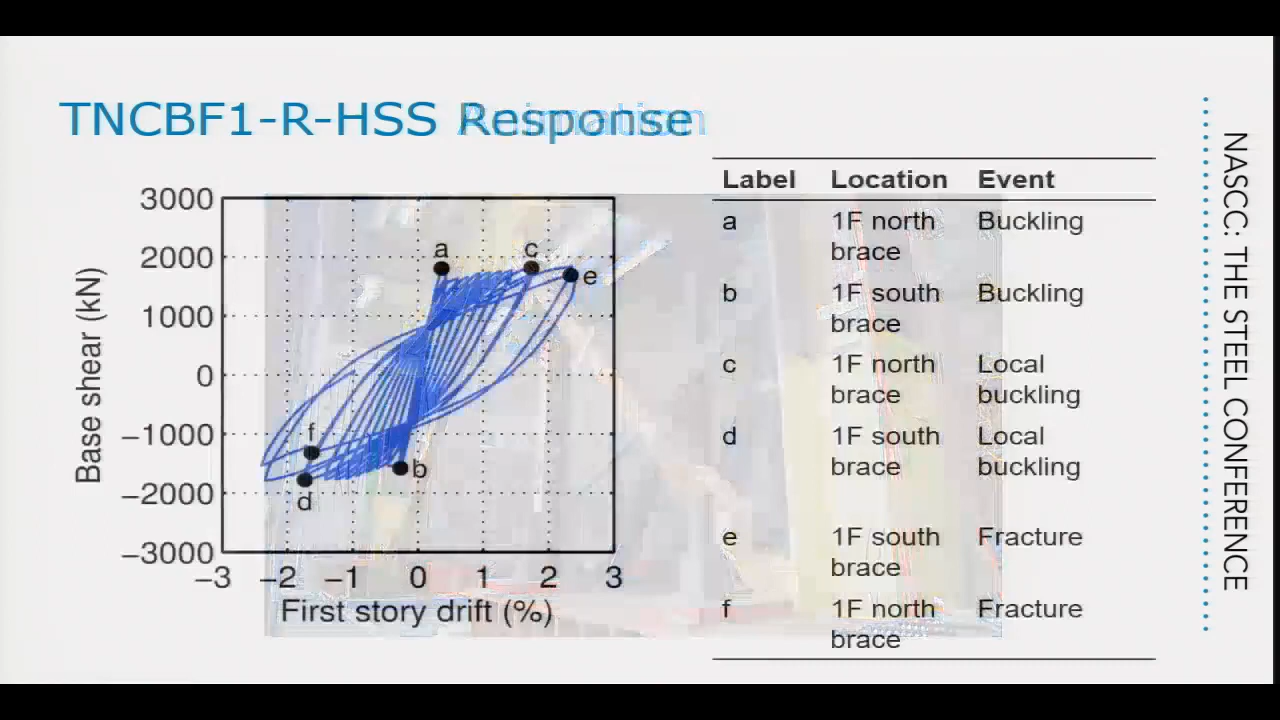 TNCBF1-R-HSS Response
Animation
3000
2000
1000
0
−1000
−2000
−3000
Base shear (kN)
a
c
e
f
b
d
−3 −2 −1 0 1 2 3
First story drift (%)
Label Location Event
a 1F north Buckling
brace
b 1F south Buckling
brace
c 1F north Local
brace buckling
d 1F south Local
brace buckling
e 1F south Fracture
brace
f 1F north Fracture
brace
NASCC: THE STEEL CONFERENCE